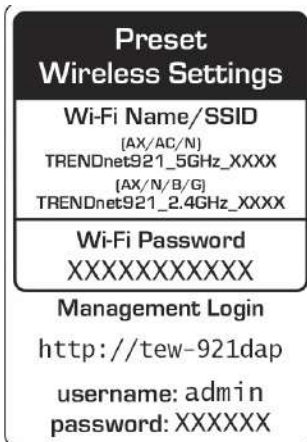 Preset
Wireless Settings
Wi-Fi Name/SSID
(AX/AC/N)
TRENDnet921_5GHz_XXXX
(AX/N/B/G)
TRENDnet921_2.4GHz_XXXX
Wi-Fi Password
XXXXXXXXXXX
Management Login
http://tew-921dap
username: admin
password: XXXXXX